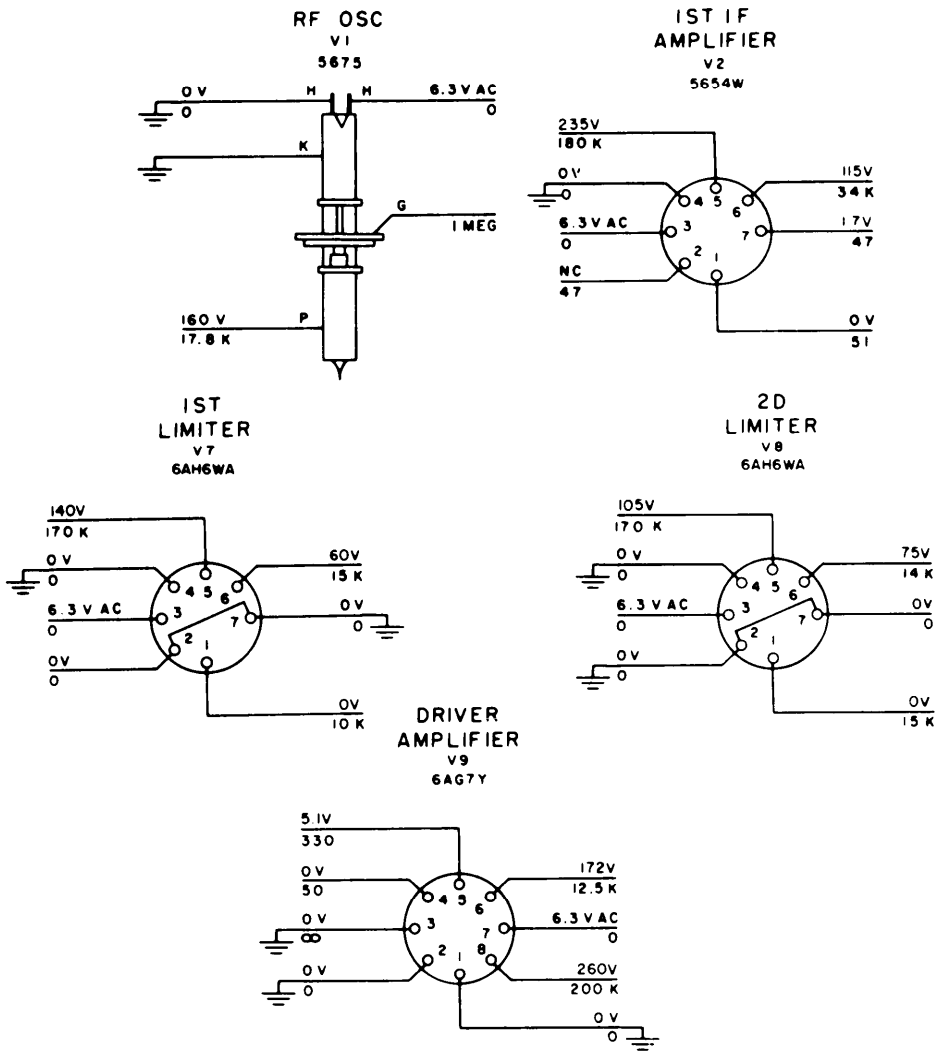 RF OSC
V1
5675
0 V
0
H
H
6.3 V AC
0
K
G
1 MEG
160 V
17.8 K
P
1ST IF
AMPLIFIER
V2
5654W
235V
180 K
0 V
0
6.3 V AC
0
NC
47
4
5
6
3
7
2
1
115V
34 K
1.7V
47
0 V
51
1ST
LIMITER
V7
6AH6WA
140V
170 K
0 V
0
6.3 V AC
0
0V
0
4
5
6
3
7
2
1
60V
15 K
0V
0
0V
10 K
2D
LIMITER
V8
6AH6WA
105V
170 K
0 V
0
6.3 V AC
0
0 V
0
4
5
6
3
7
2
1
75V
14 K
0V
0
0V
15 K
DRIVER
AMPLIFIER
V9
6AG7Y
5.1V
330
0 V
50
0 V
∞
0 V
0
4
5
6
3
7
2
8
1
172V
12.5 K
6.3 V AC
0
260V
200 K
0 V
0